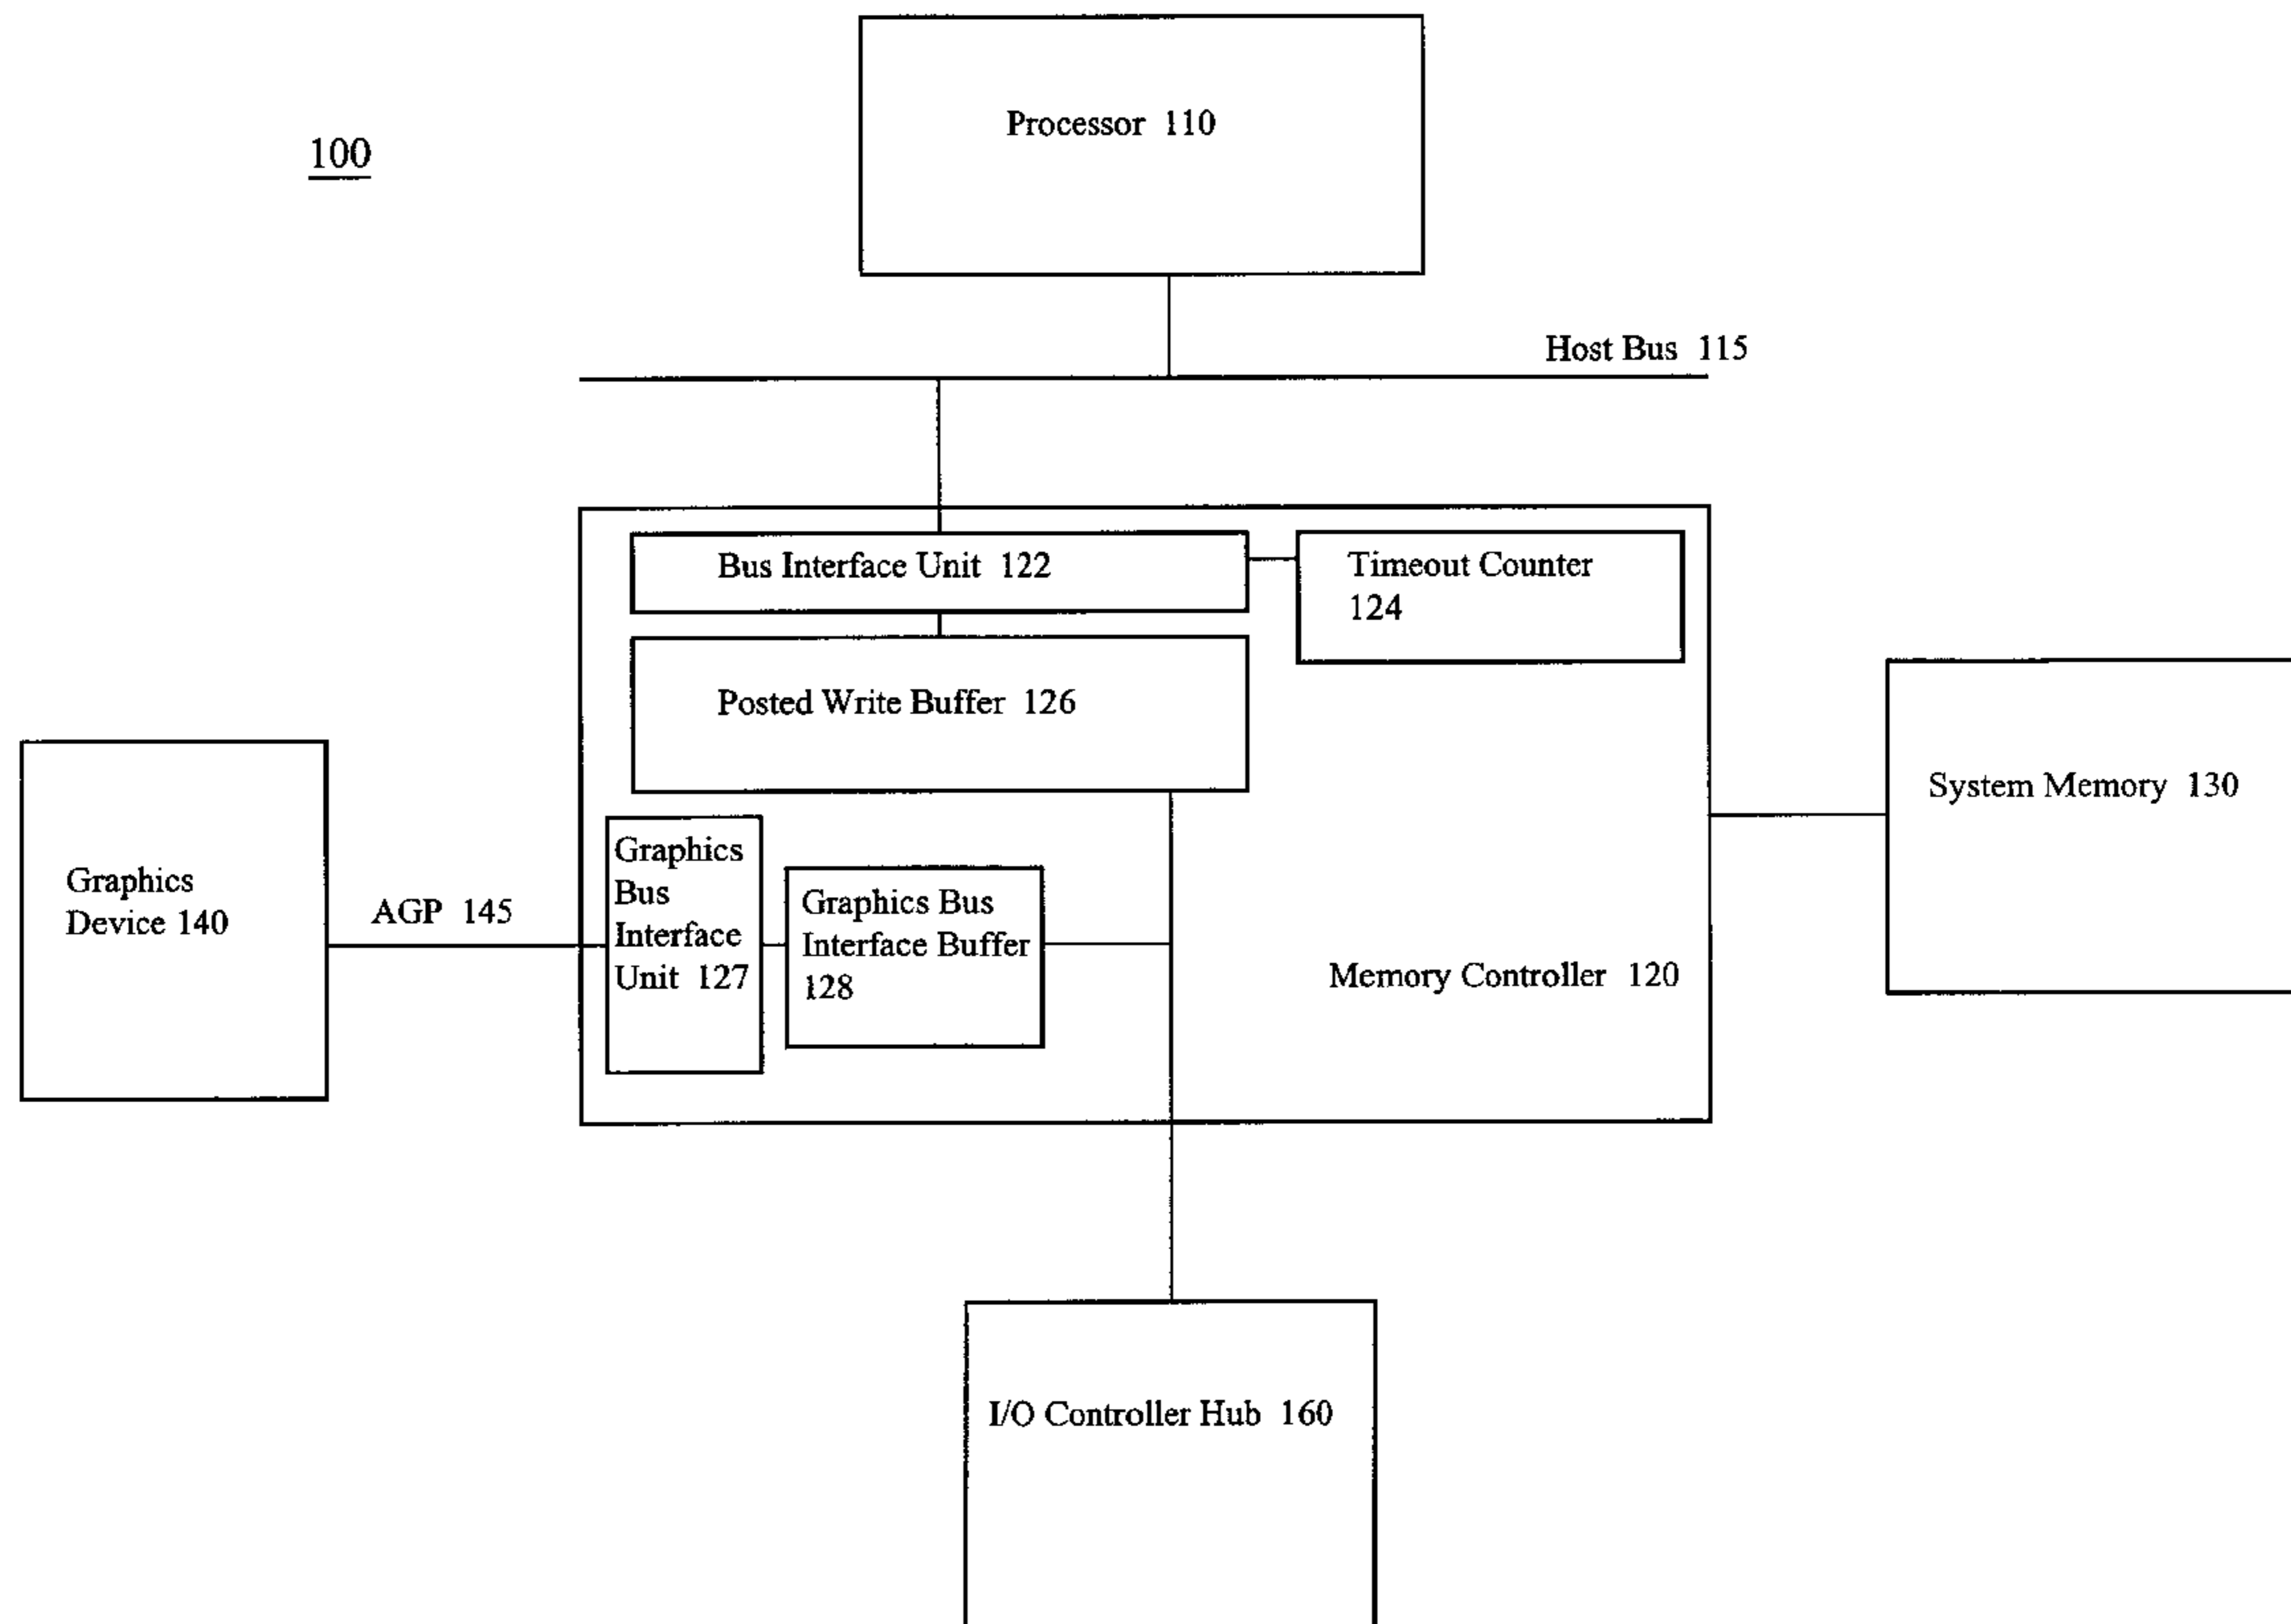 Processor 110
100
Host Bus 115
Bus Interface Unit 122
Timeout Counter
124
Posted Write Buffer 126
System Memory 130
Graphics
Device 140
AGP 145
Graphics
Bus
Interface
Unit 127
Graphics Bus
Interface Buffer
128
Memory Controller 120
I/O Controller Hub 160